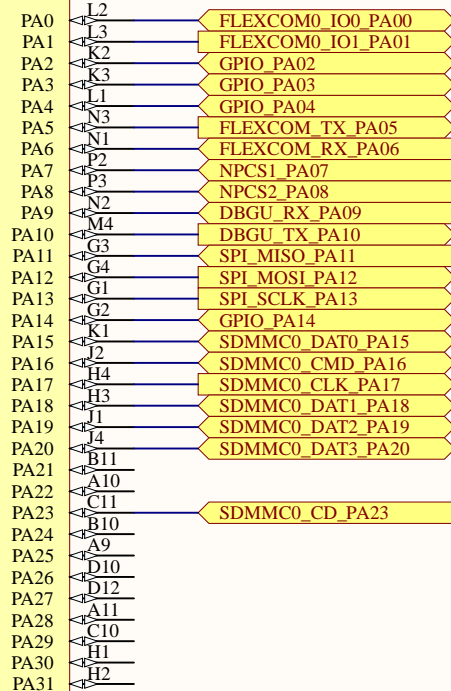 PA0 L2 FLEXCOM0_IO0_PA00
PA1 L3 FLEXCOM0_IO1_PA01
PA2 K2 GPIO_PA02
PA3 K3 GPIO_PA03
PA4 L1 GPIO_PA04
PA5 N3 FLEXCOM_TX_PA05
PA6 N1 FLEXCOM_RX_PA06
PA7 P2 NPCS1_PA07
PA8 P3 NPCS2_PA08
PA9 N2 DBGU_RX_PA09
PA10 M4 DBGU_TX_PA10
PA11 G3 SPI_MISO_PA11
PA12 G4 SPI_MOSI_PA12
PA13 G1 SPI_SCLK_PA13
PA14 G2 GPIO_PA14
PA15 K1 SDMMC0_DAT0_PA15
PA16 J2 SDMMC0_CMD_PA16
PA17 H4 SDMMC0_CLK_PA17
PA18 H3 SDMMC0_DAT1_PA18
PA19 J1 SDMMC0_DAT2_PA19
PA20 J4 SDMMC0_DAT3_PA20
PA21 B11
PA22 A10
PA23 C11 SDMMC0_CD_PA23
PA24 B10
PA25 A9
PA26 D10
PA27 D12
PA28 A11
PA29 C10
PA30 H1
PA31 H2